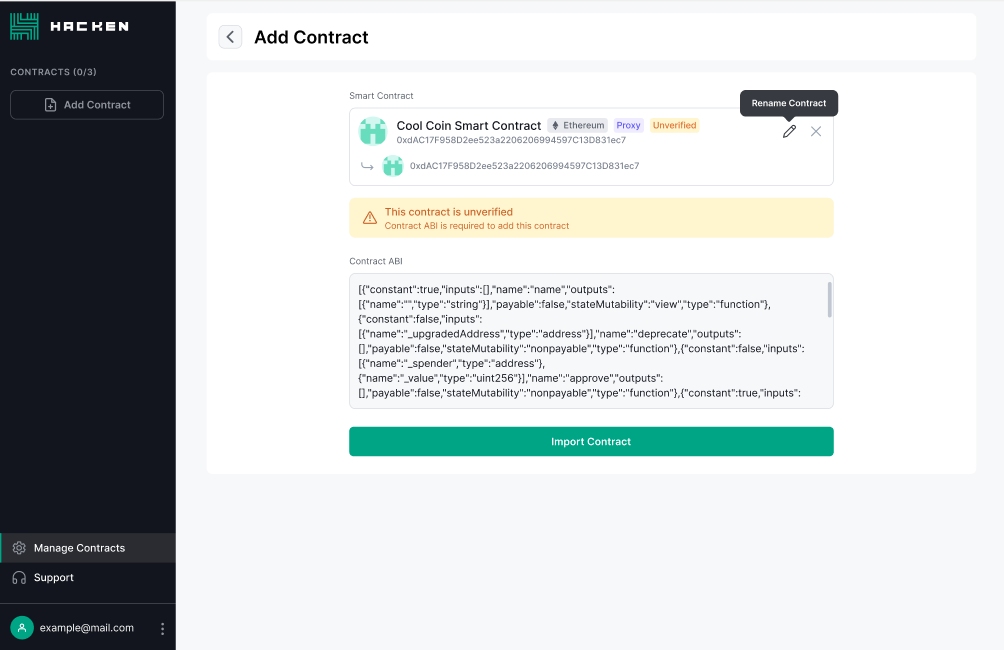 HACKEN
CONTRACTS (0/3)
Add Contract
Manage Contracts
Support
example@mail.com
Add Contract
Smart Contract
Rename Contract
Cool Coin Smart Contract Ethereum Proxy Unverified
0xdAC17F958D2ee523a2206206994597C13D831ec7
0xdAC17F958D2ee523a2206206994597C13D831ec7
This contract is unverified
Contract ABI is required to add this contract
Contract ABI
[{"constant":true,"inputs":[],"name":"name","outputs":
[{"name":"","type":"string"}],"payable":false,"stateMutability":"view","type":"function"},
{"constant":false,"inputs":
[{"name":"_upgradedAddress","type":"address"}],"name":"deprecate","outputs":
[],"payable":false,"stateMutability":"nonpayable","type":"function"},{"constant":false,"inputs":
[{"name":"_spender","type":"address"},
{"name":"_value","type":"uint256"}],"name":"approve","outputs":
[],"payable":false,"stateMutability":"nonpayable","type":"function"},{"constant":true,"inputs":
Import Contract